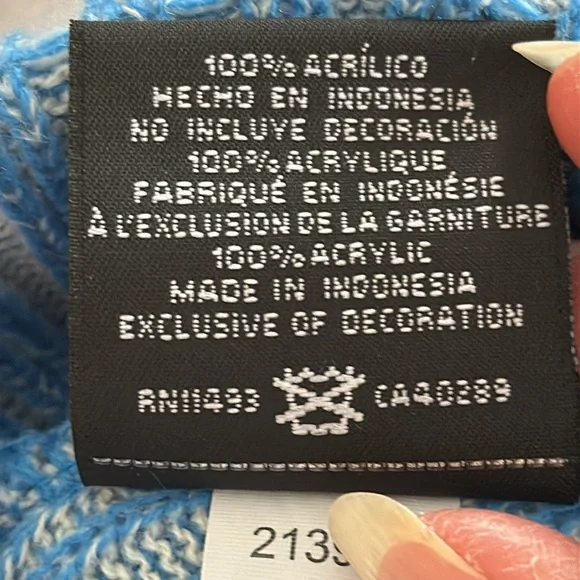 100% ACRÍLICO
HECHO EN INDONESIA
NO INCLUYE DECORACIÓN
100% ACRYLIQUE
FABRIQUÉ EN INDONÉSIE
À L'EXCLUSION DE LA GARNITURE
100% ACRYLIC
MADE IN INDONESIA
EXCLUSIVE OF DECORATION
RN11493 CA40289